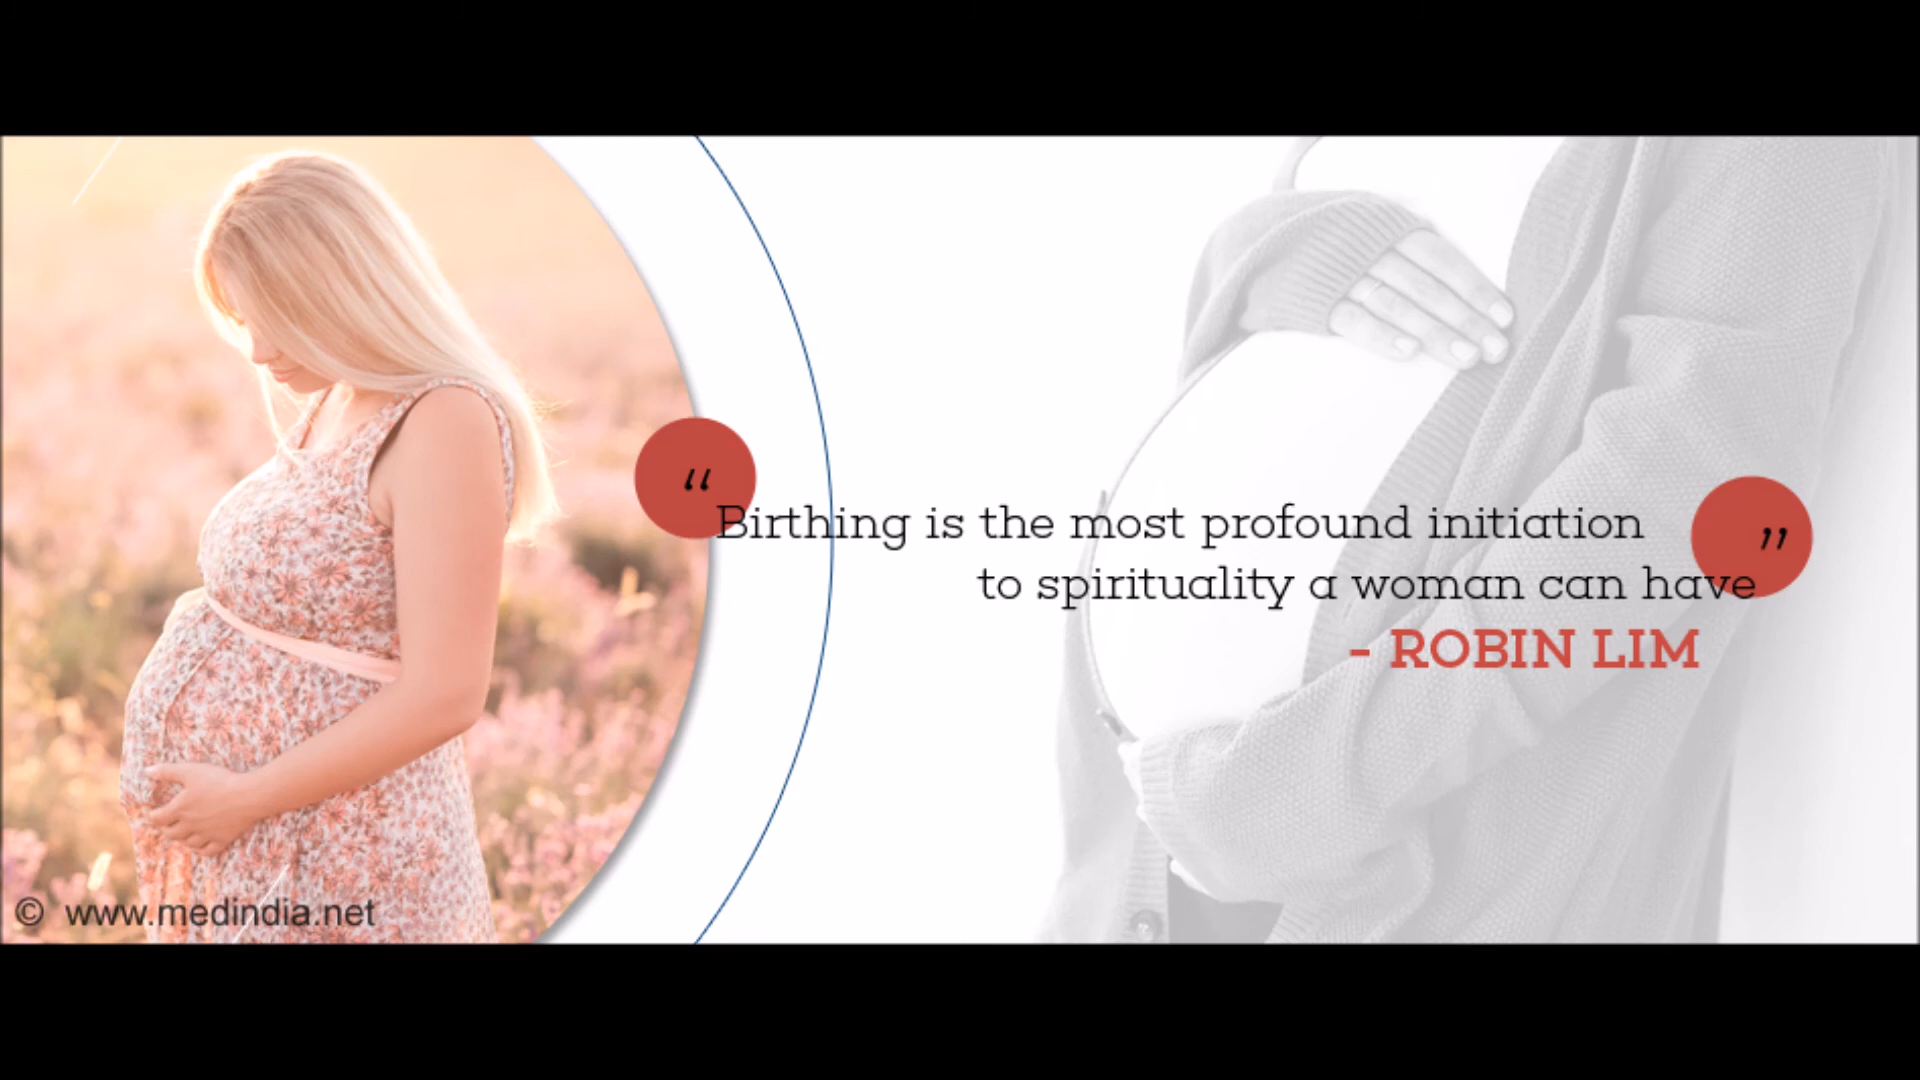 “
Birthing is the most profound initiation
to spirituality a woman can have
”
- ROBIN LIM
© www.medindia.net